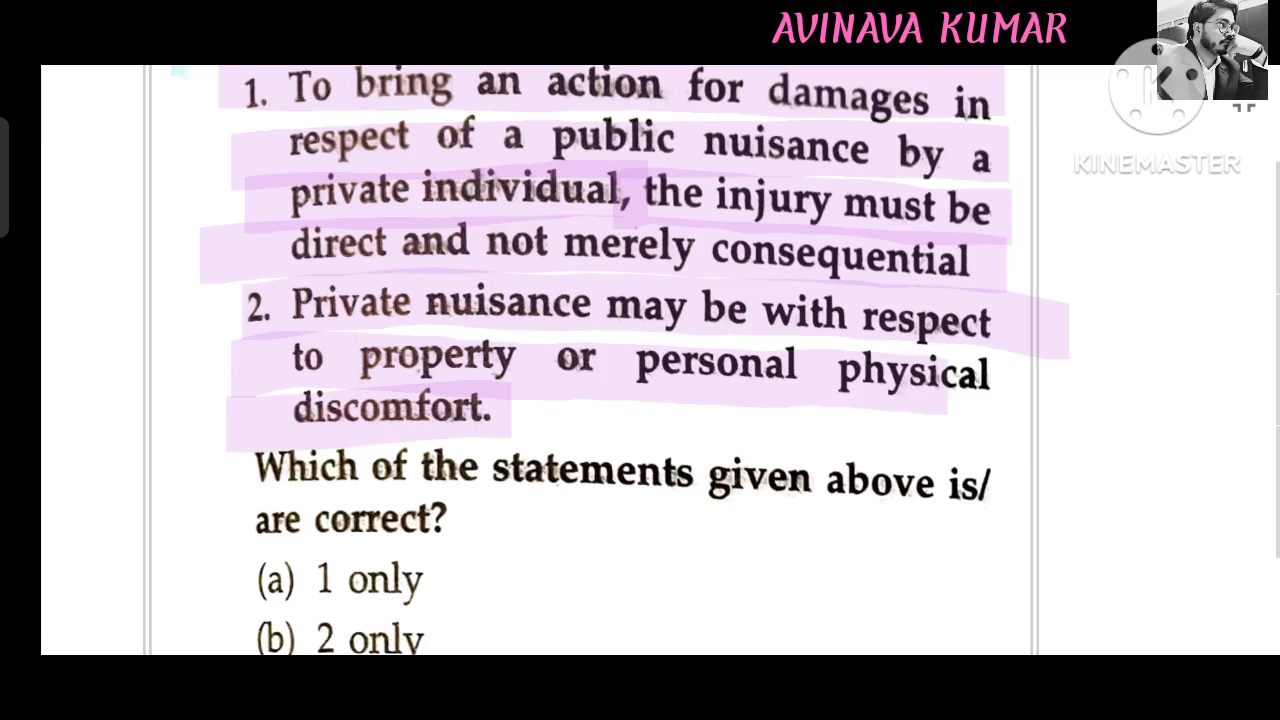 AVINAVA KUMAR
KINEMASTER
1. To bring an action for damages in
respect of a public nuisance by a
private individual, the injury must be
direct and not merely consequential
2. Private nuisance may be with respect
to property or personal physical
discomfort.
Which of the statements given above is/
are correct?
(a) 1 only
(b) 2 only